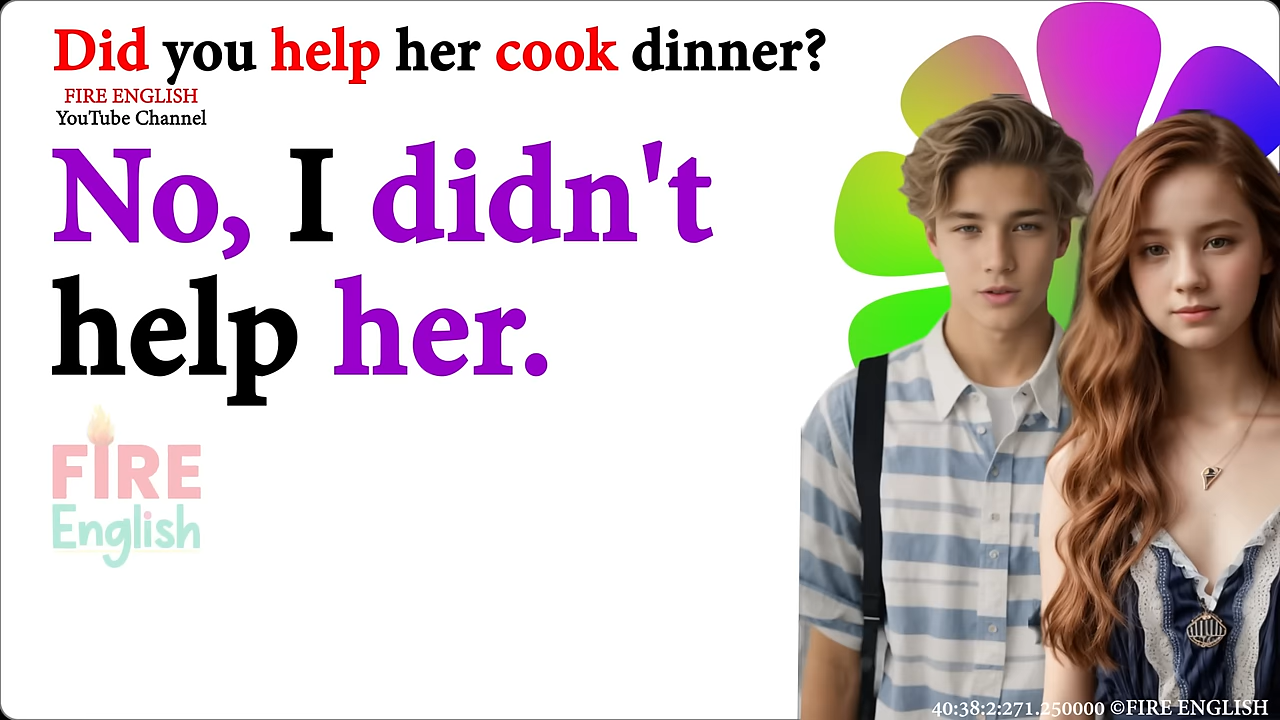 Did you help her cook dinner?
FIRE ENGLISH
YouTube Channel
No, I didn't
help her.
FIRE
English
40:38:2:271.250000 ©FIRE ENGLISH